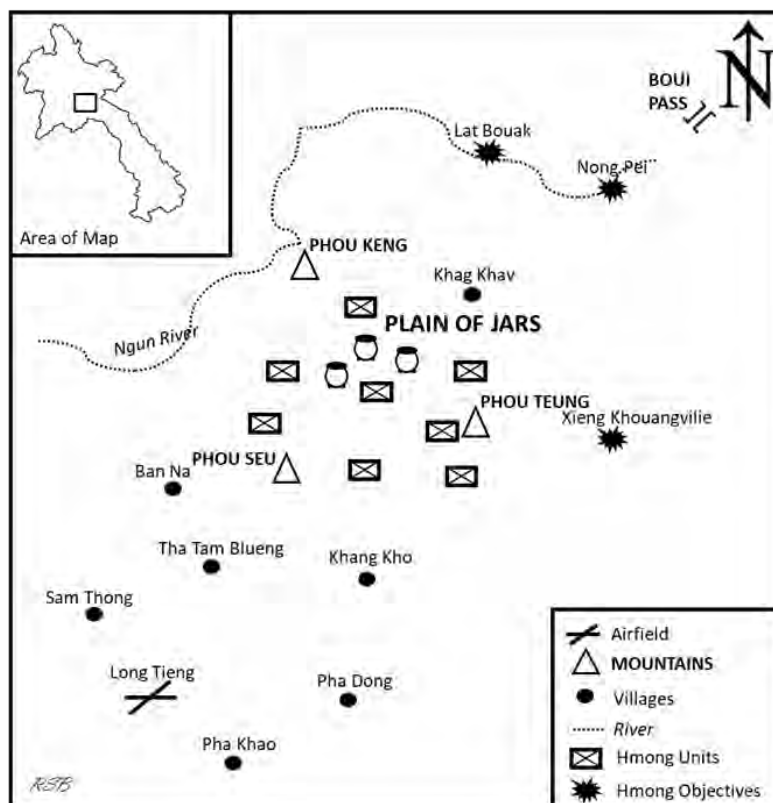 Area of Map
BOUI
PASS
N
Lat Bouak
Nong Pei
PHOU KENG
Khag Khav
PLAIN OF JARS
Ngun River
PHOU TEUNG
Xieng Khouangvilie
PHOU SEU
Ban Na
Tha Tam Blueng
Khang Kho
Sam Thong
Long Tieng
Pha Dong
Pha Khao
RSB
Airfield
MOUNTAINS
Villages
River
Hmong Units
Hmong Objectives